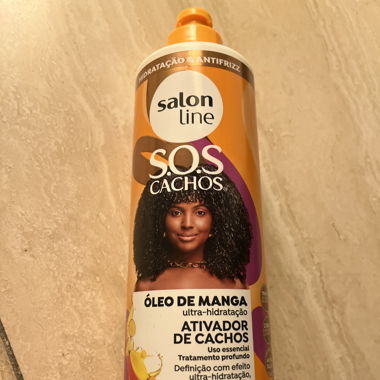 HIDRATAÇÃO & ANTIFRIZZ
salon
line
S.O.S
CACHOS
ÓLEO DE MANGA
ultra-hidratação
ATIVADOR
DE CACHOS
Uso essencial
Tratamento profundo
Definição com efeito
ultra-hidratação,